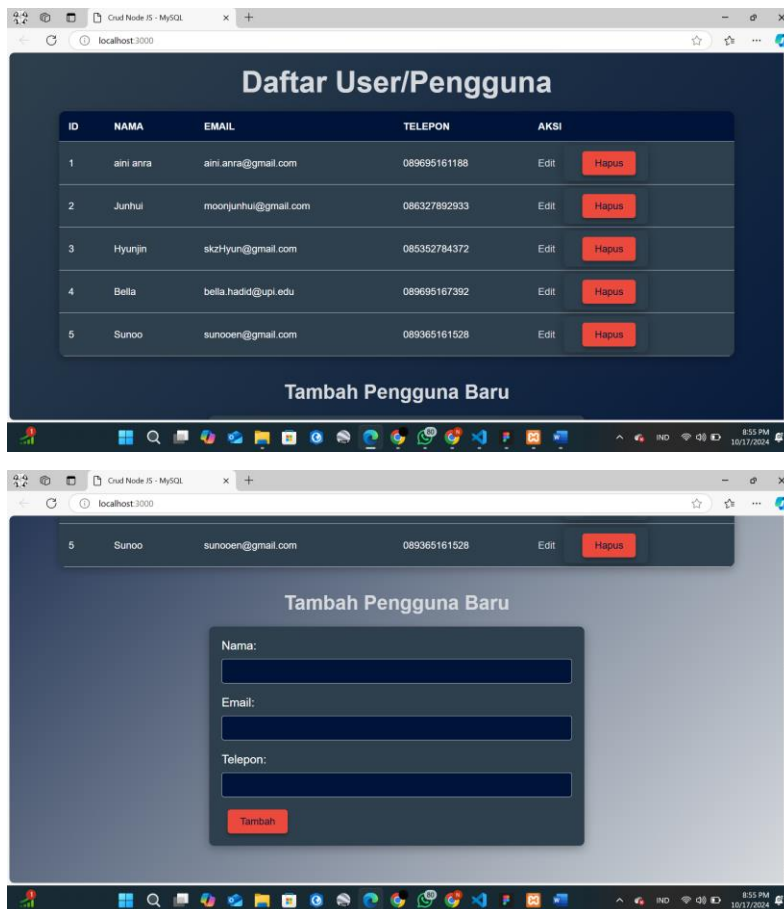 Crud Node JS - MySQL
localhost:3000
Daftar User/Pengguna
ID NAMA EMAIL TELEPON AKSI
1 aini anra aini.anra@gmail.com 089695161188 Edit Hapus
2 Junhui moonjunhui@gmail.com 086327892933 Edit Hapus
3 Hyunjin skzHyun@gmail.com 085352784372 Edit Hapus
4 Bella bella.hadid@upi.edu 089695167392 Edit Hapus
5 Sunoo sunooen@gmail.com 089365161528 Edit Hapus
Tambah Pengguna Baru
IND 8:55 PM
10/17/2024
Crud Node JS - MySQL
localhost:3000
5 Sunoo sunooen@gmail.com 089365161528 Edit Hapus
Tambah Pengguna Baru
Nama:
Email:
Telepon:
Tambah
IND 8:55 PM
10/17/2024